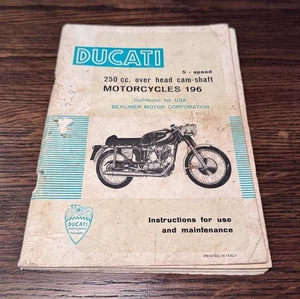 DUCATI
5 - speed
250 cc. over head cam-shaft
MOTORCYCLES 196
Distributor for USA:
BERLINER MOTOR CORPORATION
Instructions for use
and maintenance
DUCATI
PRINTED IN ITALY